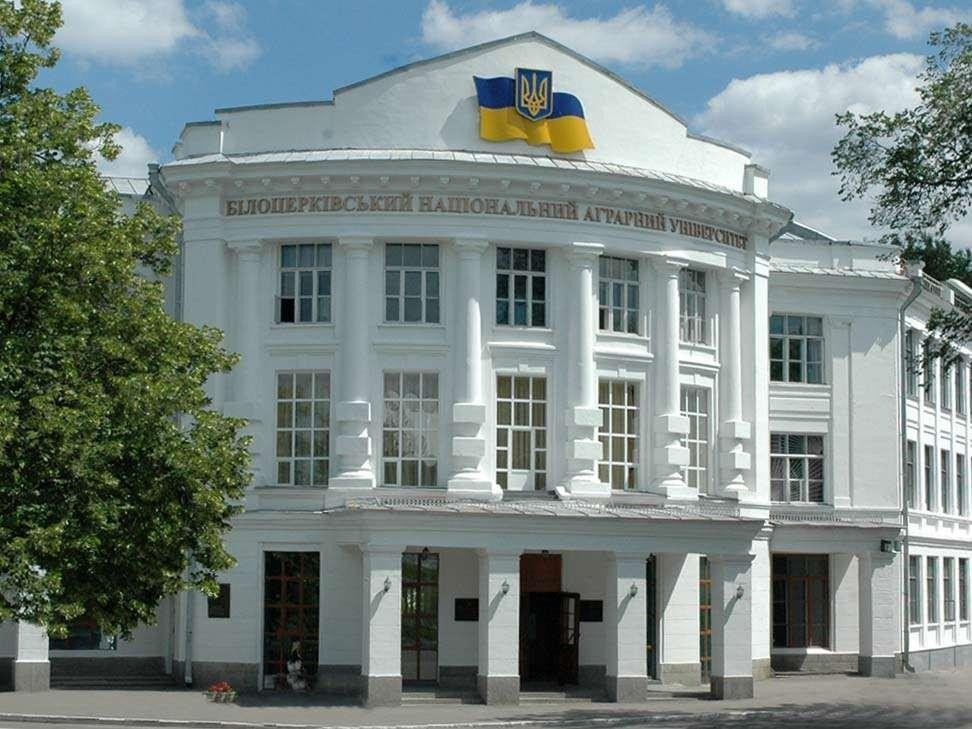 БІЛОЦЕРКІВСЬКИЙ НАЦІОНАЛЬНИЙ АГРАРНИЙ УНІВЕРСИТЕТ